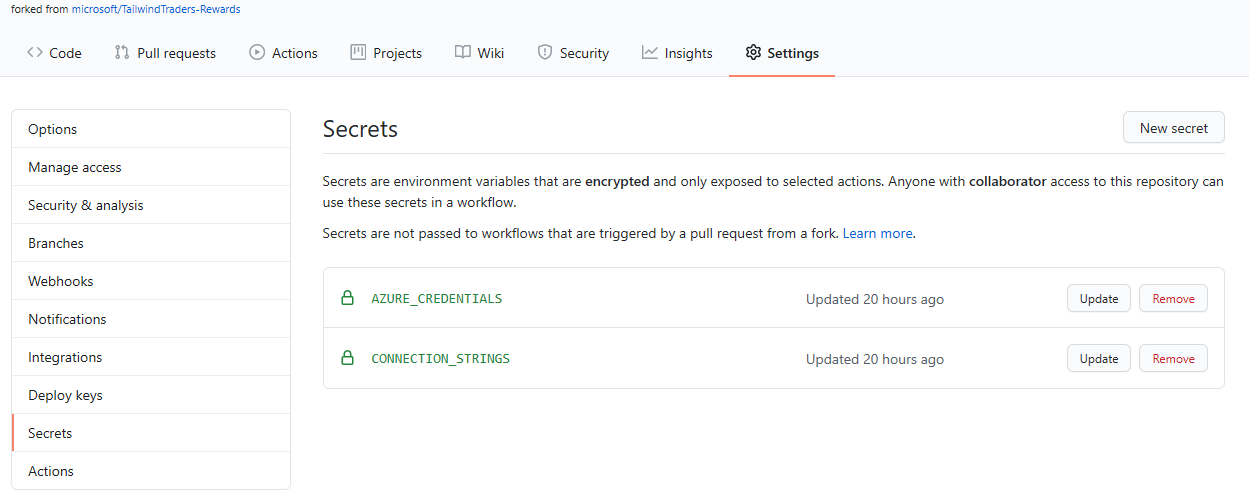 forked from microsoft/TailwindTraders-Rewards
Code Pull requests Actions Projects Wiki Security Insights Settings
Options
Manage access
Security & analysis
Branches
Webhooks
Notifications
Integrations
Deploy keys
Secrets
Actions
Secrets New secret
Secrets are environment variables that are encrypted and only exposed to selected actions. Anyone with collaborator access to this repository can
use these secrets in a workflow.
Secrets are not passed to workflows that are triggered by a pull request from a fork. Learn more.
AZURE_CREDENTIALS Updated 20 hours ago Update Remove
CONNECTION_STRINGS Updated 20 hours ago Update Remove